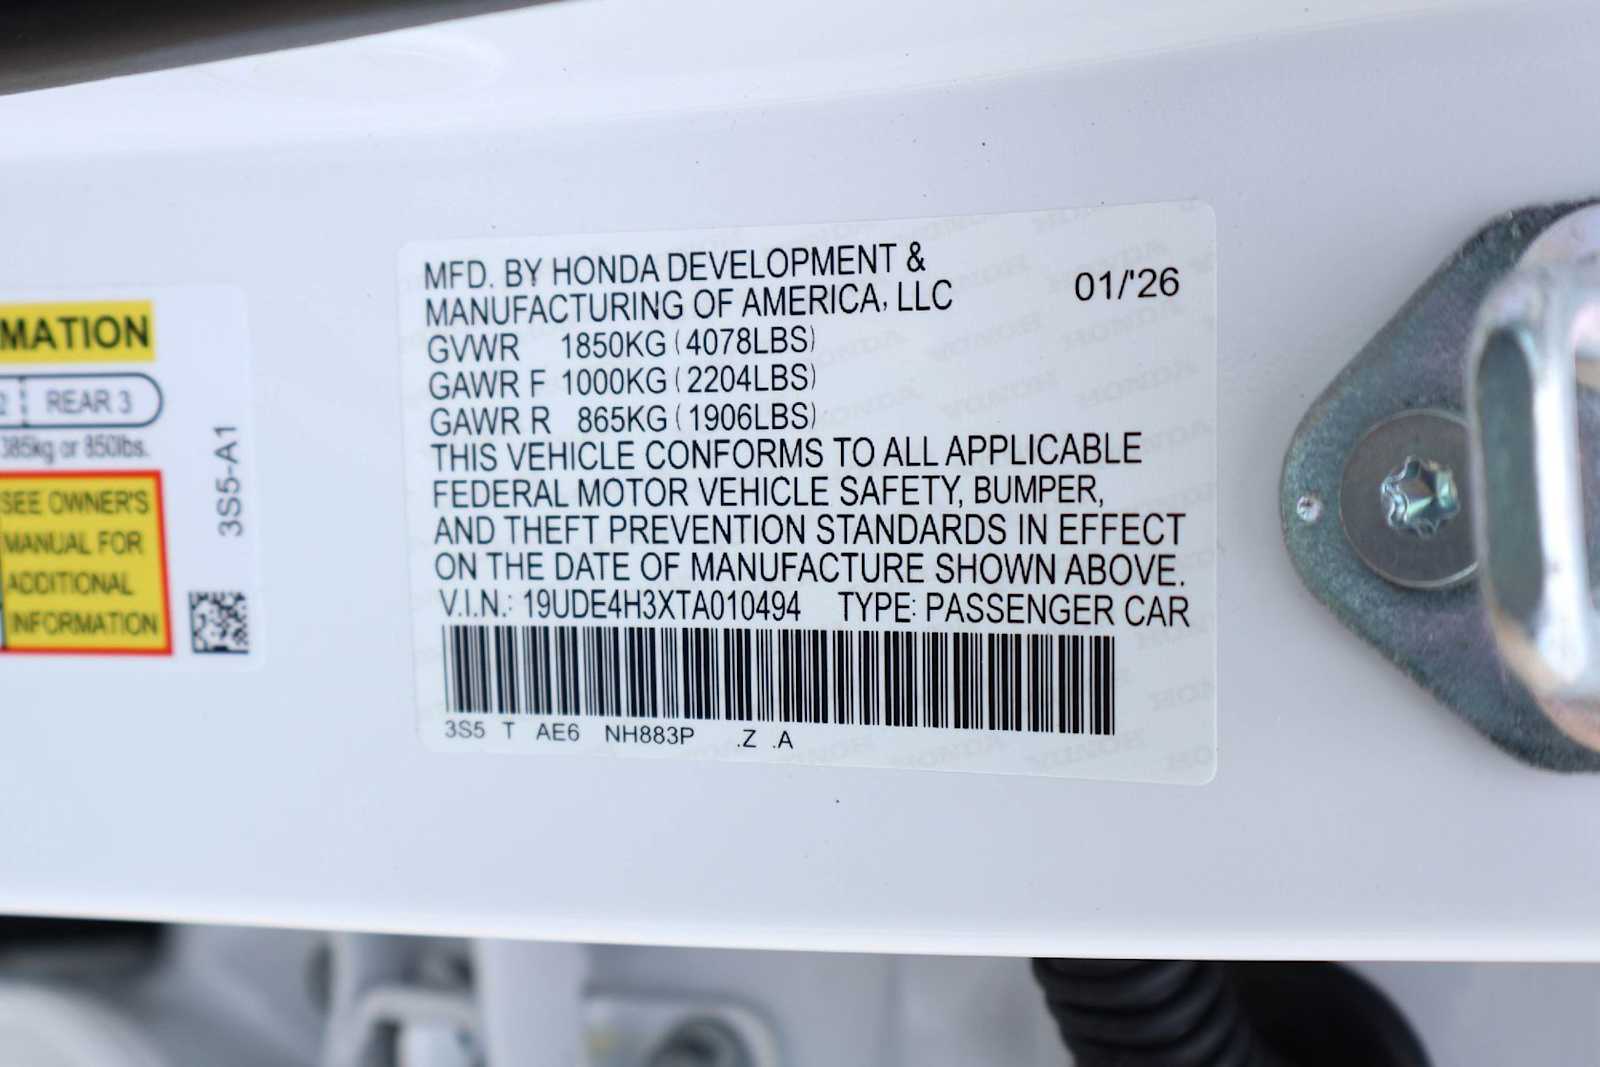 MATION
2 REAR 3
385kg or 850lbs.
SEE OWNER'S
MANUAL FOR
ADDITIONAL
INFORMATION
3S5-A1
MFD. BY HONDA DEVELOPMENT &
MANUFACTURING OF AMERICA, LLC 01/'26
GVWR 1850KG (4078LBS)
GAWR F 1000KG (2204LBS)
GAWR R 865KG (1906LBS)
THIS VEHICLE CONFORMS TO ALL APPLICABLE
FEDERAL MOTOR VEHICLE SAFETY, BUMPER,
AND THEFT PREVENTION STANDARDS IN EFFECT
ON THE DATE OF MANUFACTURE SHOWN ABOVE.
V.I.N.: 19UDE4H3XTA010494 TYPE: PASSENGER CAR
3S5 T AE6 NH883P .Z .A